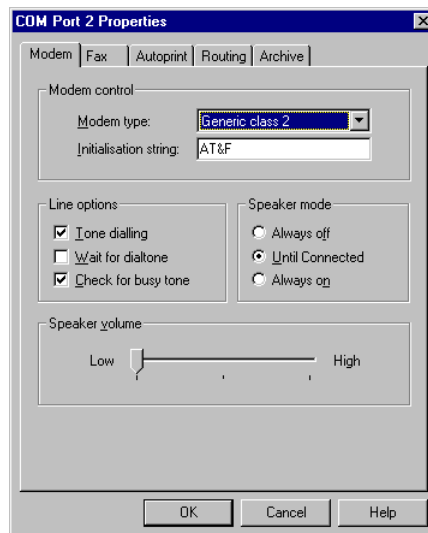 COM Port 2 Properties
Modem Fax Autoprint Routing Archive
Modem control
Modem type: Generic class 2
Initialisation string: AT&F
Line options
Tone dialling
Wait for dialtone
Check for busy tone
Speaker mode
Always off
Until Connected
Always on
Speaker volume
Low High
OK Cancel Help